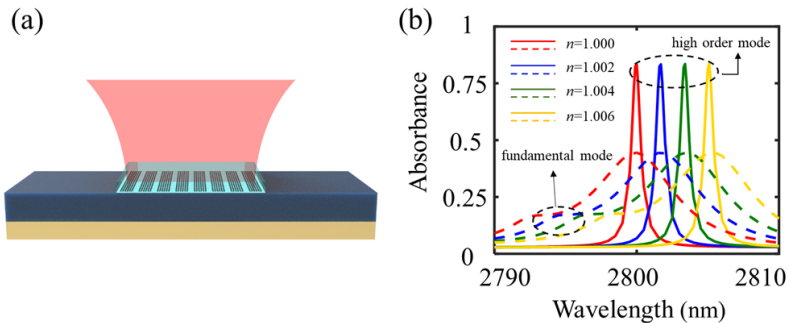 (a)
(b)
1
0.75
0.5
0.25
0
Absorbance
n=1.000
n=1.002
n=1.004
n=1.006
high order mode
fundamental mode
2790
2800
2810
Wavelength (nm)